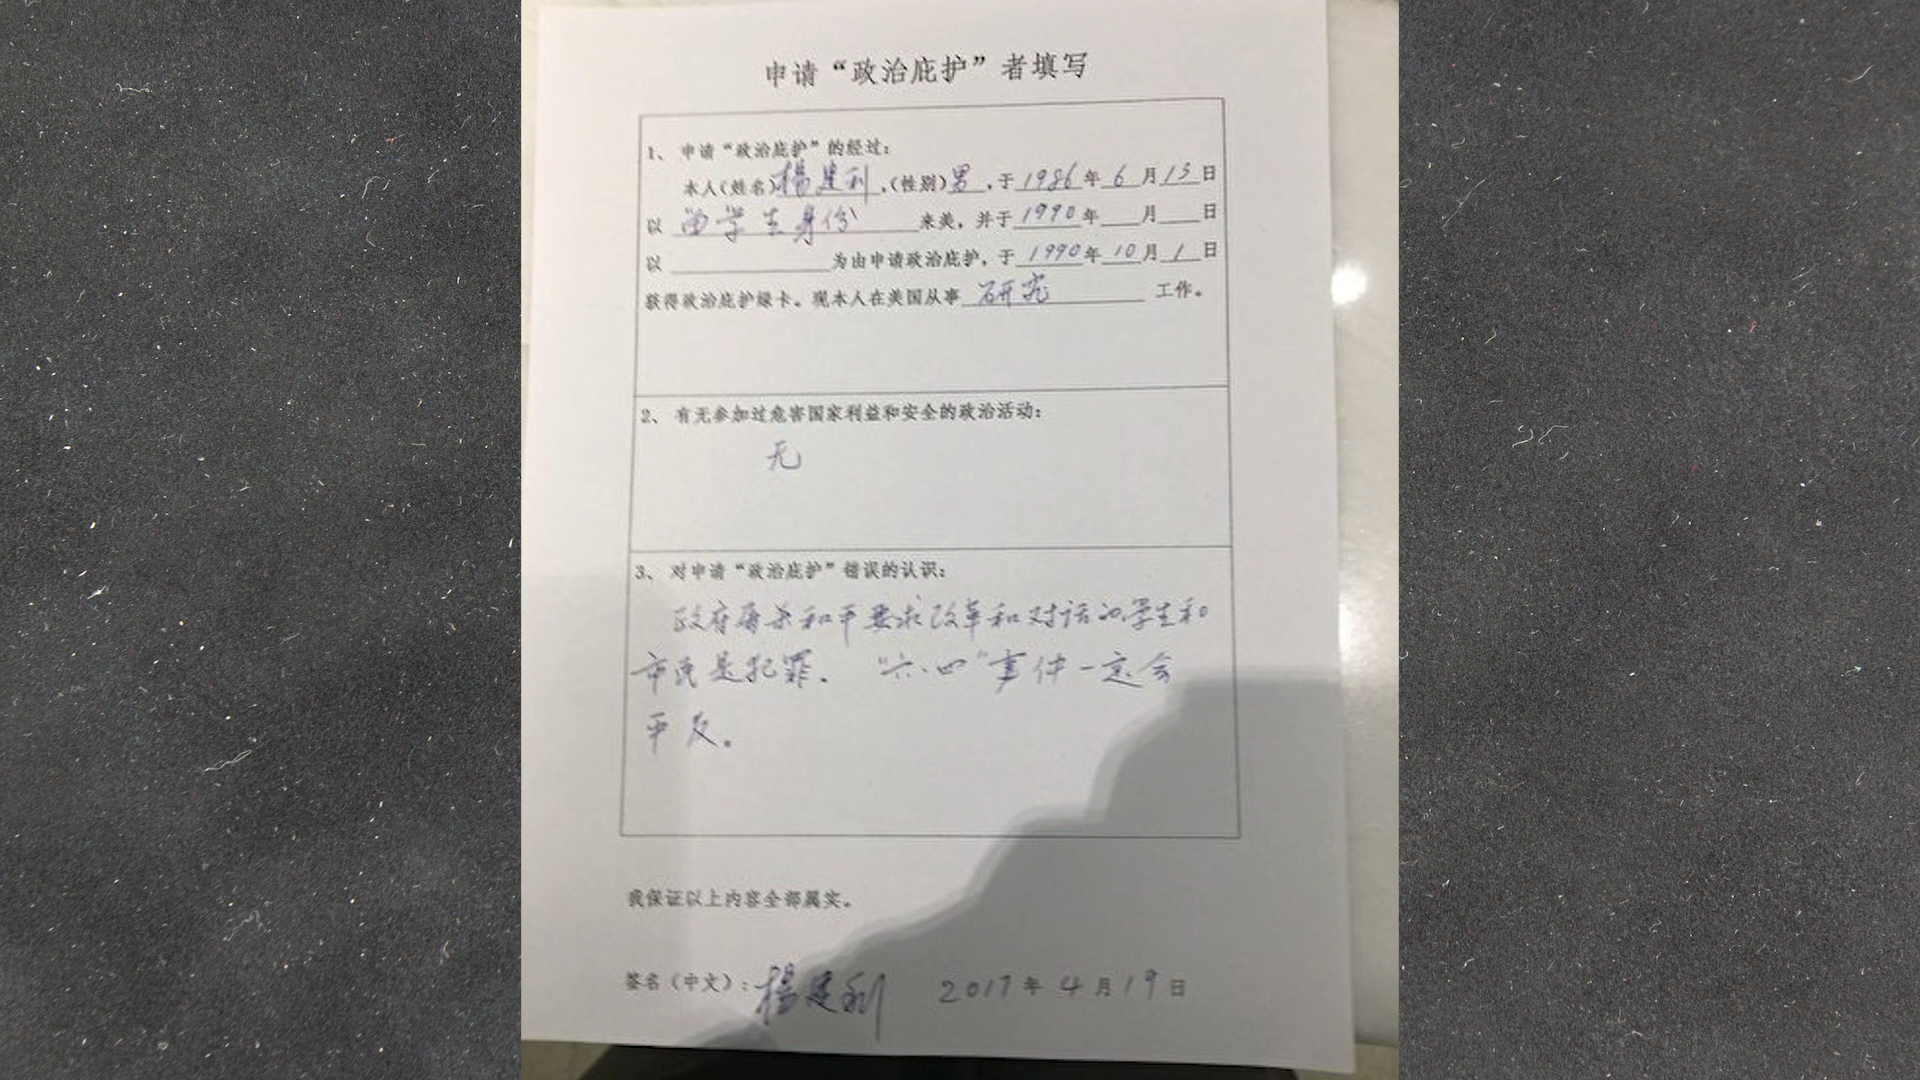 申请“政治庇护”者填写
1、 申请“政治庇护”的经过:
本人(姓名)楊建利,(性别)男,于1986年6月15日
以 留学生身份 来美,并于1990年 月 日
以 为由申请政治庇护,于1990年10月1日
获得政治庇护绿卡。现本人在美国从事 研究 工作。
2、 有无参加过危害国家利益和安全的政治活动:
无
3、 对申请“政治庇护”错误的认识:
政府屠杀和平要求改革和对话的学生和
市民是犯罪. “六.四”事件一定会
平反。
我保证以上内容全部属实。
签名(中文):楊建利 2017年4月19日